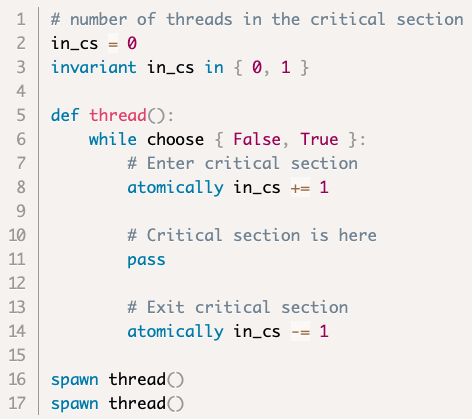 1 # number of threads in the critical section
2 in_cs = 0
3 invariant in_cs in { 0, 1 }
4
5 def thread():
6     while choose { False, True }:
7         # Enter critical section
8         atomically in_cs += 1
9
10         # Critical section is here
11         pass
12
13         # Exit critical section
14         atomically in_cs -= 1
15
16 spawn thread()
17 spawn thread()